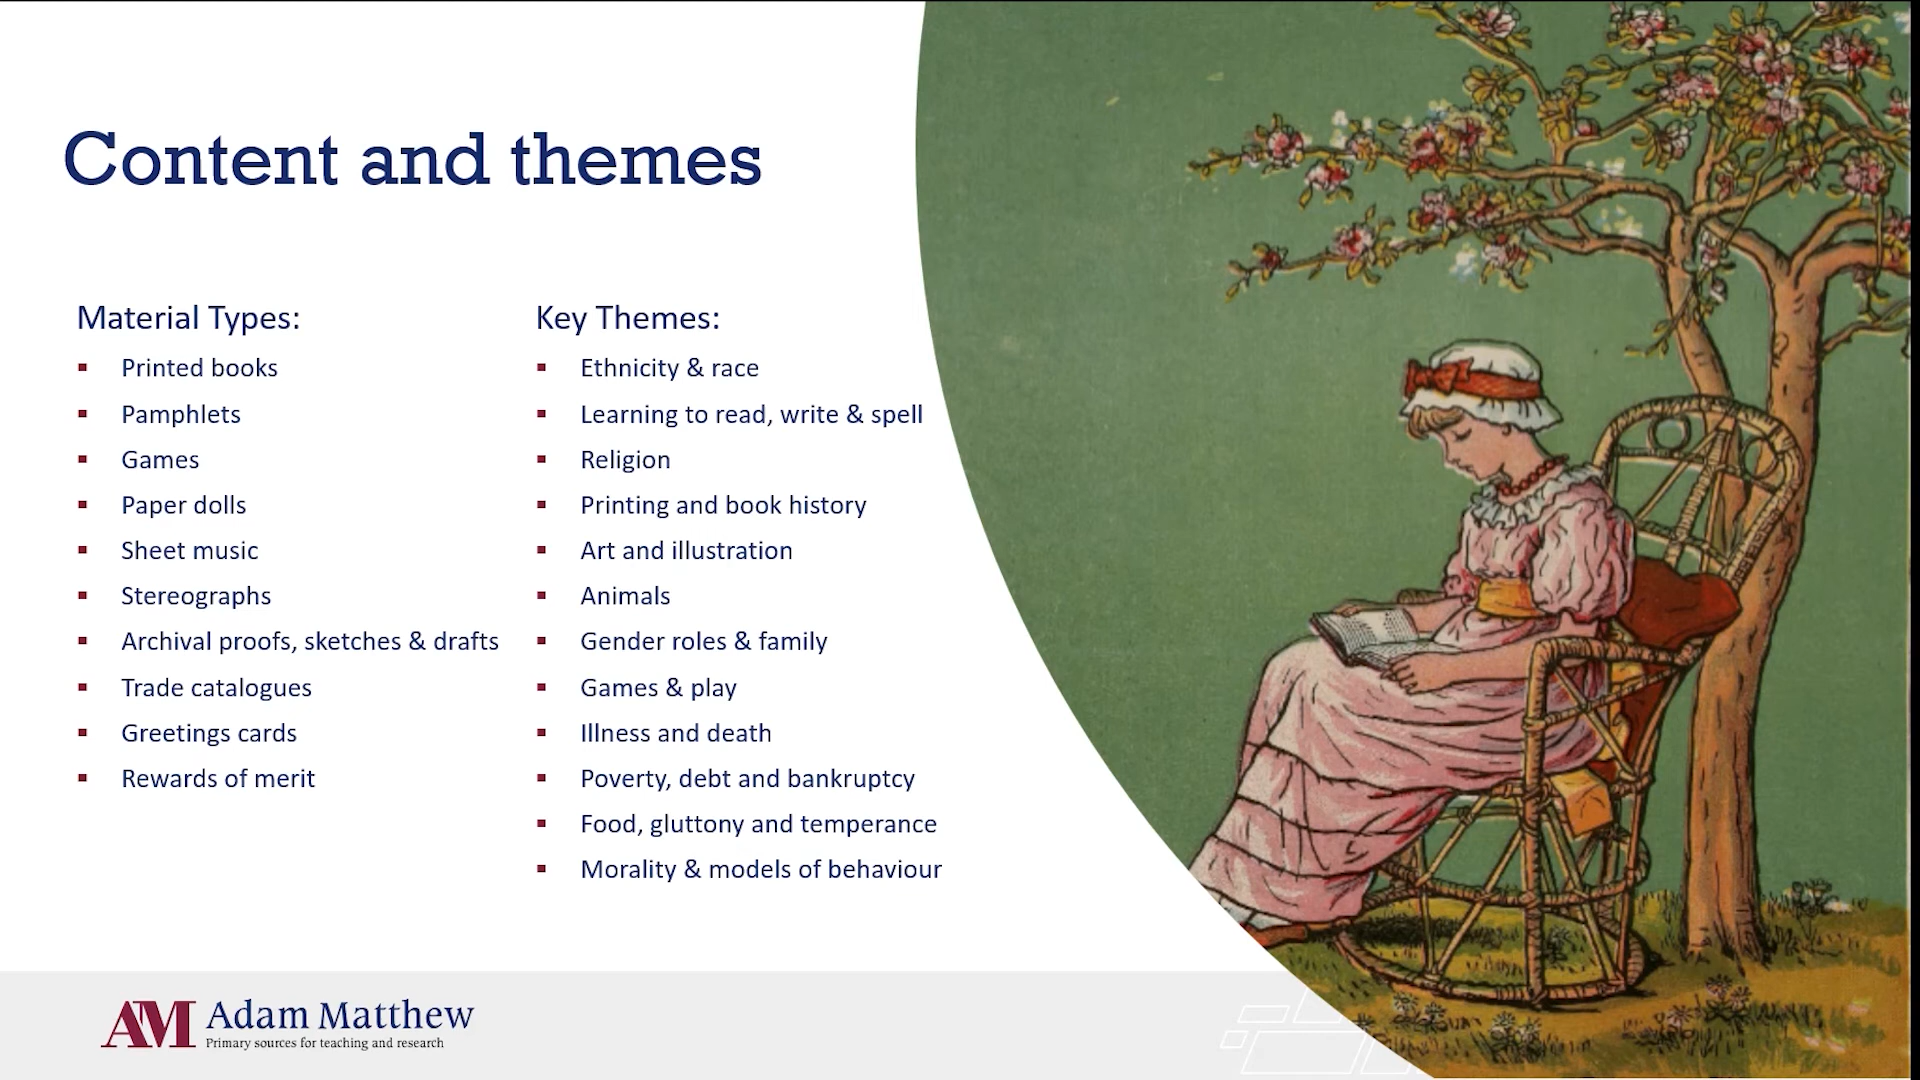 Content and themes
Material Types:
Printed books
Pamphlets
Games
Paper dolls
Sheet music
Stereographs
Archival proofs, sketches & drafts
Trade catalogues
Greetings cards
Rewards of merit
Key Themes:
Ethnicity & race
Learning to read, write & spell
Religion
Printing and book history
Art and illustration
Animals
Gender roles & family
Games & play
Illness and death
Poverty, debt and bankruptcy
Food, gluttony and temperance
Morality & models of behaviour
AM Adam Matthew
Primary sources for teaching and research